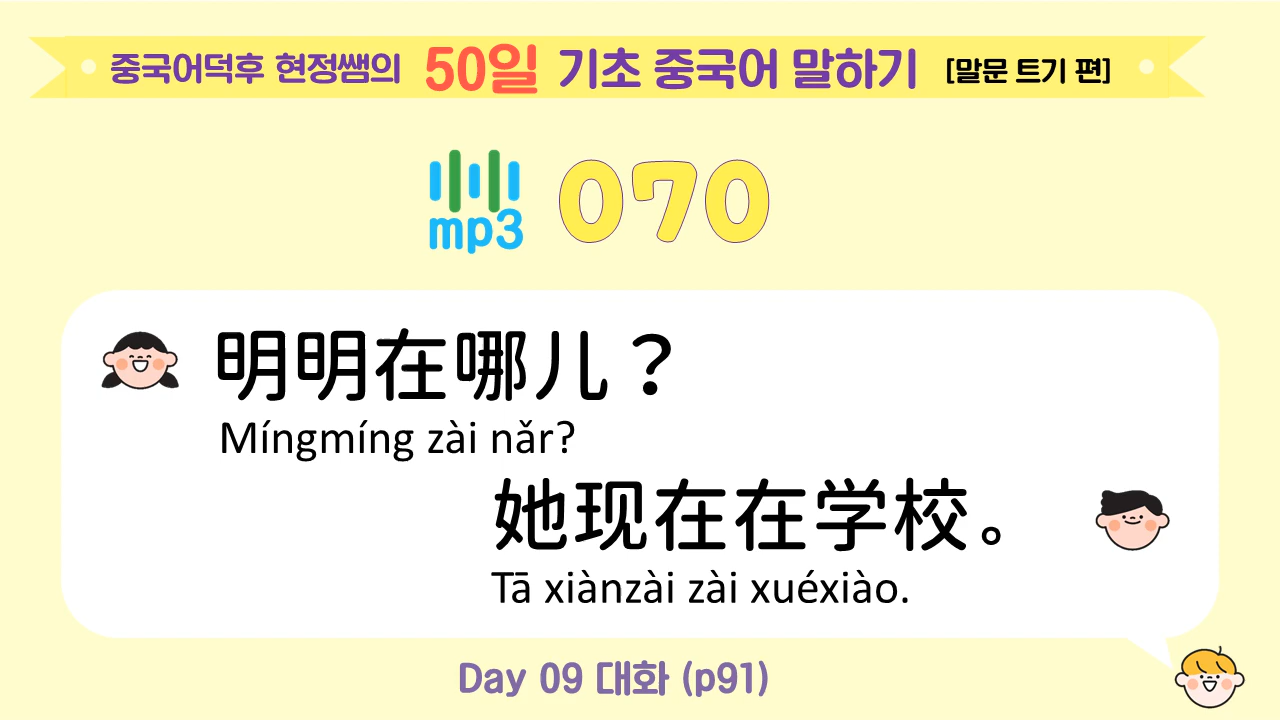 중국어덕후 현정쌤의 50일 기초 중국어 말하기 [말문 트기 편]
mp3 070
明明在哪儿？
Míngmíng zài nǎr?
她现在在学校。
Tā xiànzài zài xuéxiào.
Day 09 대화 (p91)